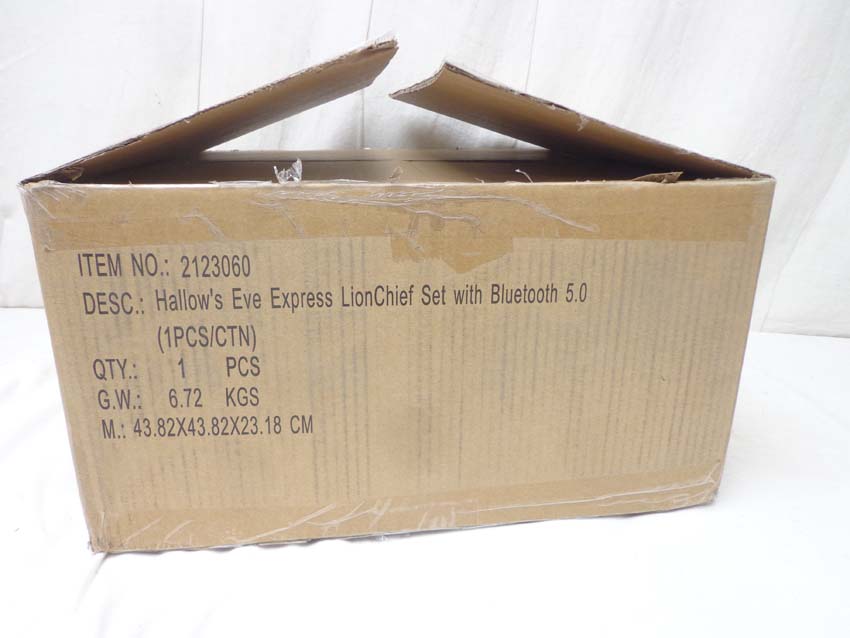 ITEM NO.: 2123060
DESC.: Hallow's Eve Express LionChief Set with Bluetooth 5.0
(1PCS/CTN)
QTY.: 1 PCS
G.W.: 6.72 KGS
M.: 43.82X43.82X23.18 CM